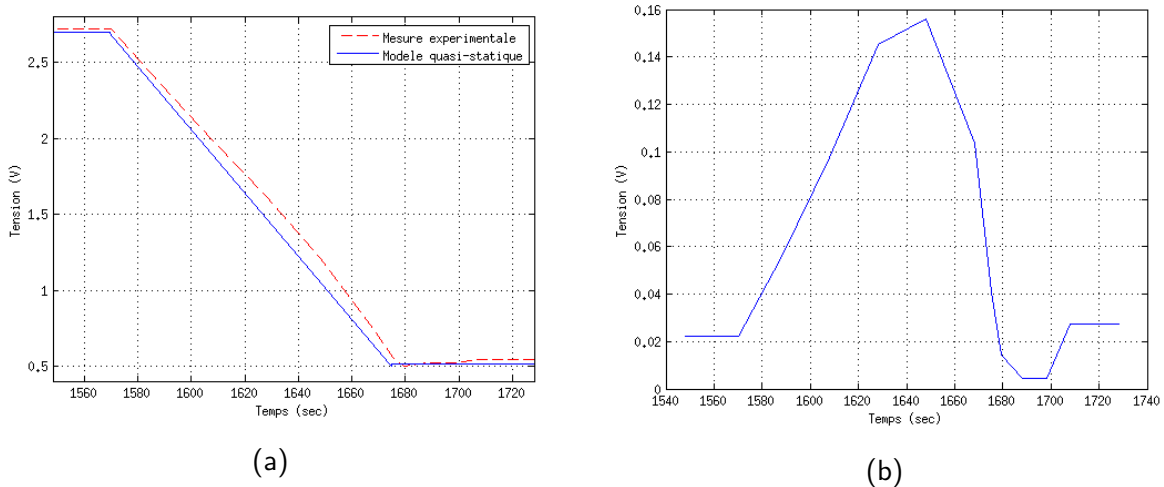 Mesure experimentale
Modele quasi-statique
2.5
2
1.5
1
0.5
Tension (V)
1560 1580 1600 1620 1640 1660 1680 1700 1720
Temps (sec)
(a)
0.16
0.14
0.12
0.1
0.08
0.06
0.04
0.02
0
Tension (V)
1540 1560 1580 1600 1620 1640 1660 1680 1700 1720 1740
Temps (sec)
(b)